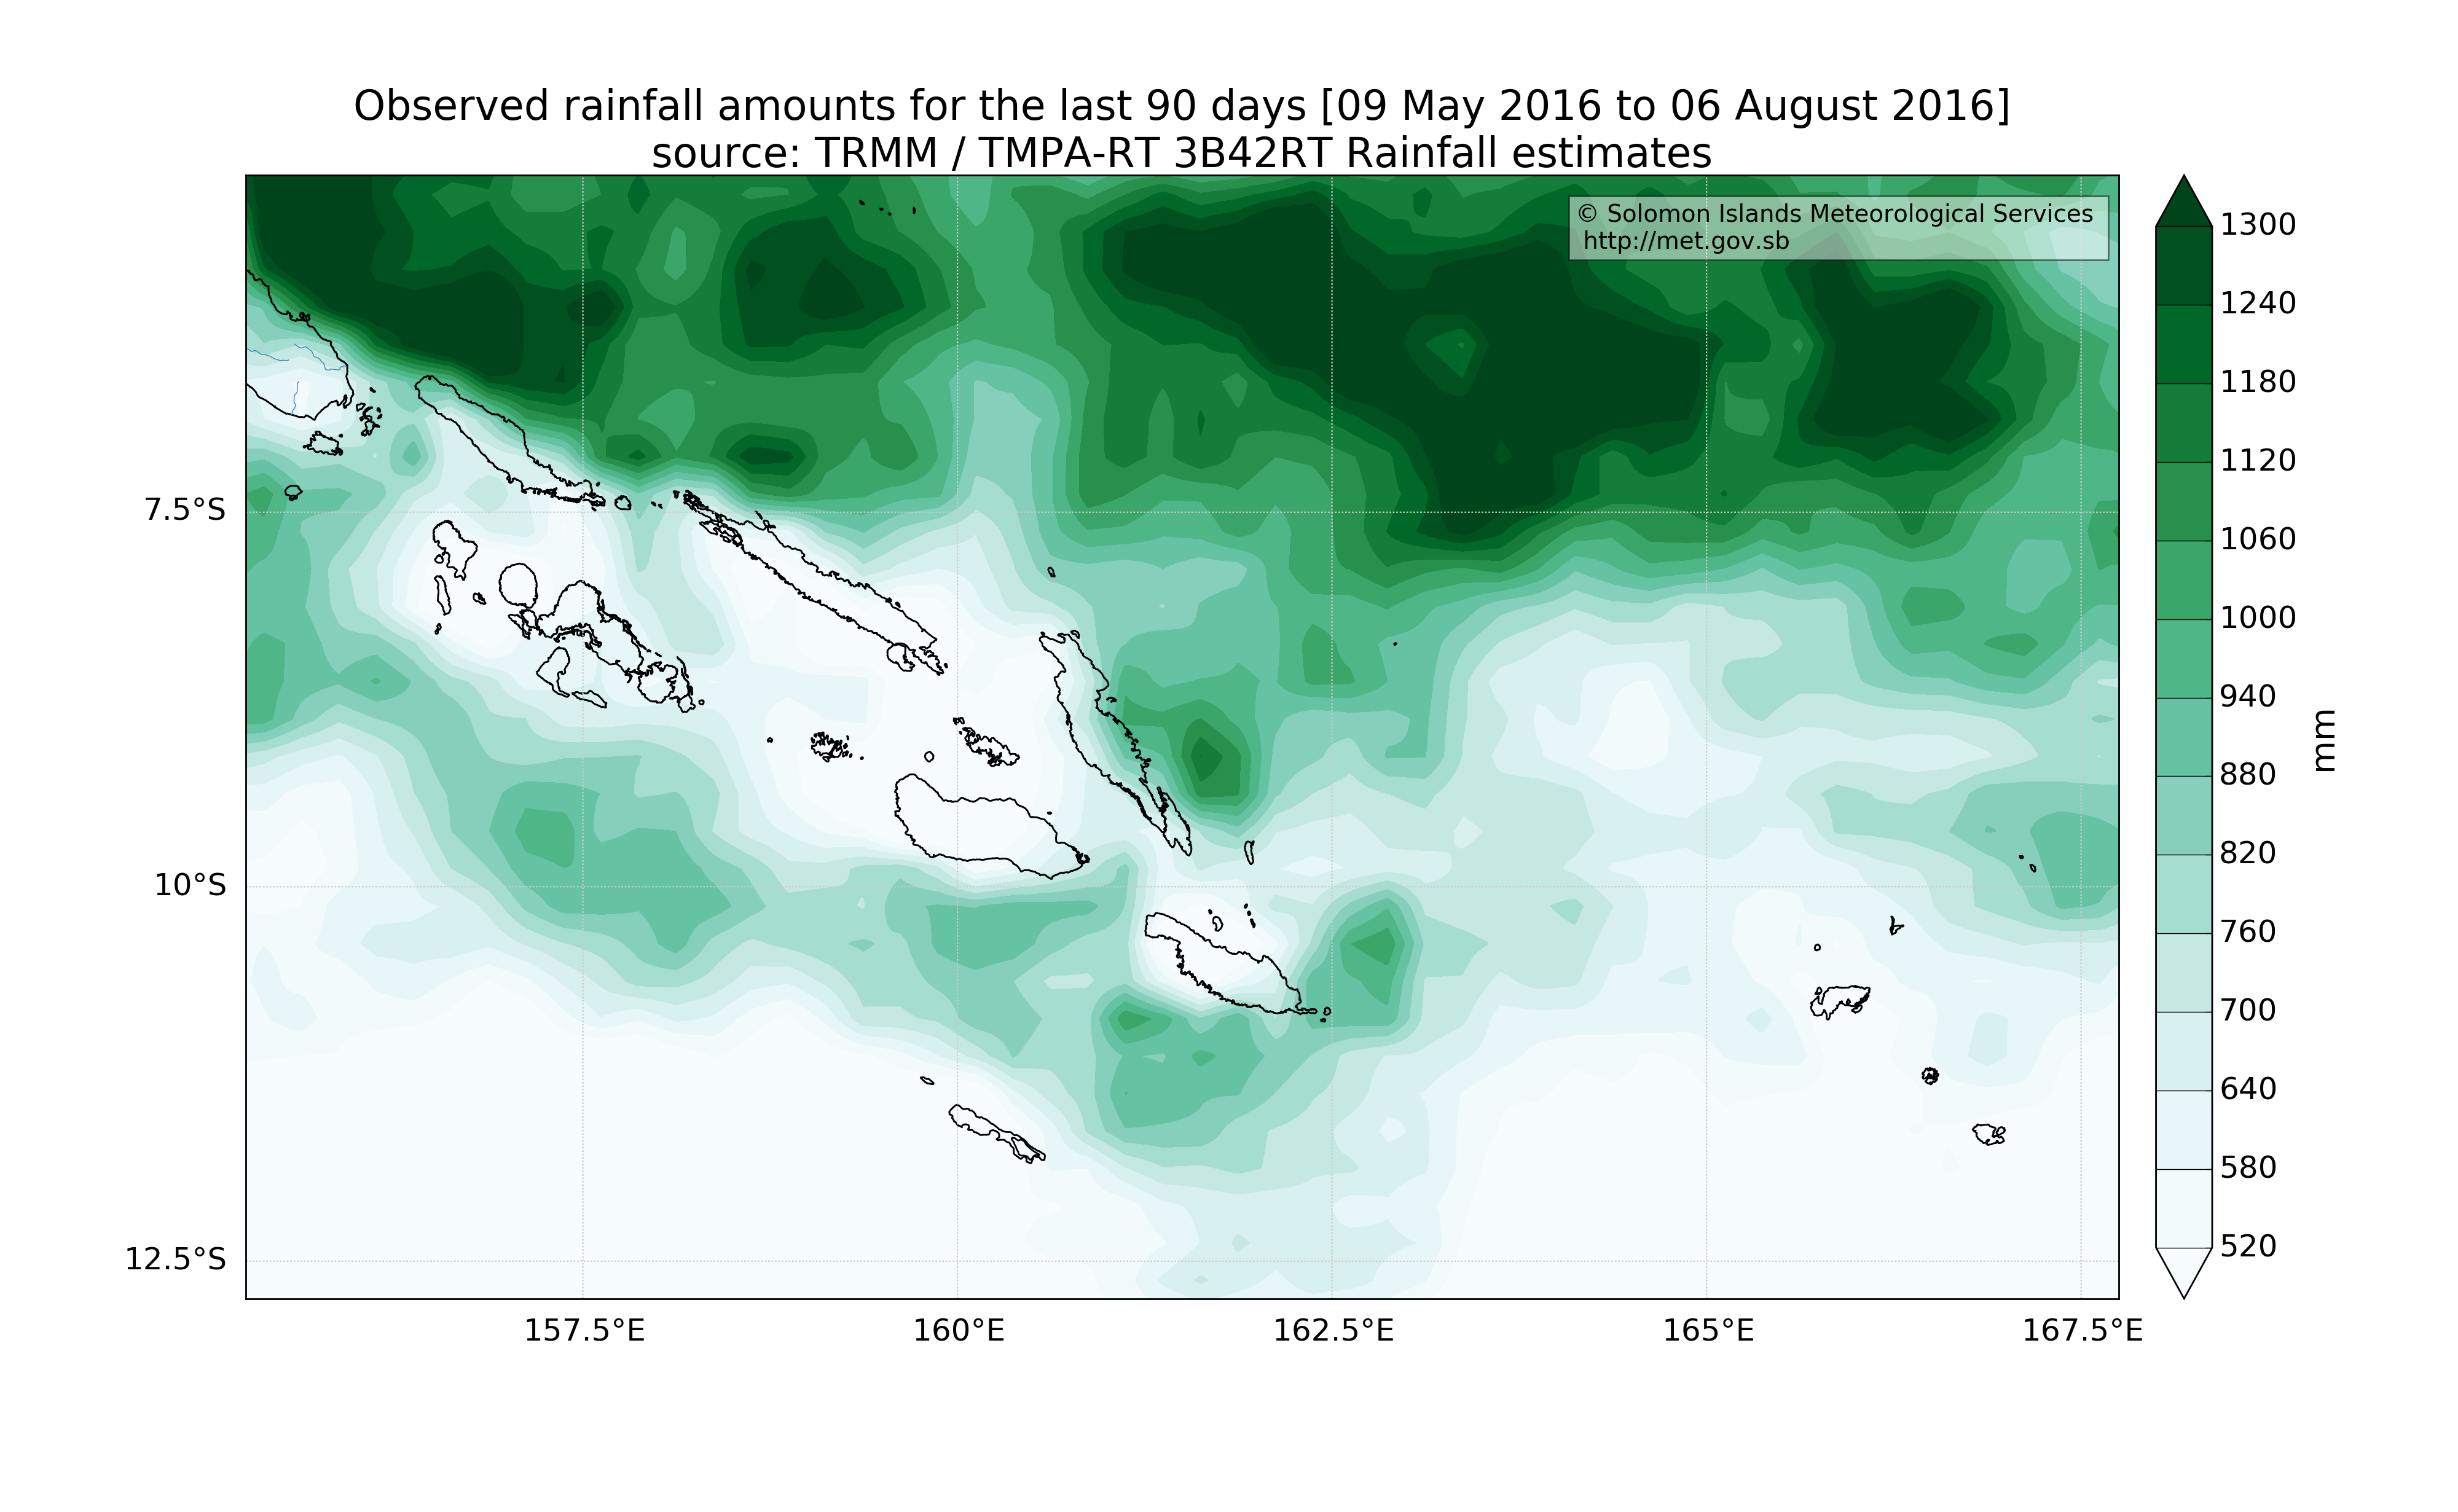 Observed rainfall amounts for the last 90 days [09 May 2016 to 06 August 2016]
source: TRMM / TMPA-RT 3B42RT Rainfall estimates
© Solomon Islands Meteorological Services
http://met.gov.sb
7.5°S
10°S
12.5°S
157.5°E
160°E
162.5°E
165°E
167.5°E
1300
1240
1180
1120
1060
1000
940
880
820
760
700
640
580
520
mm